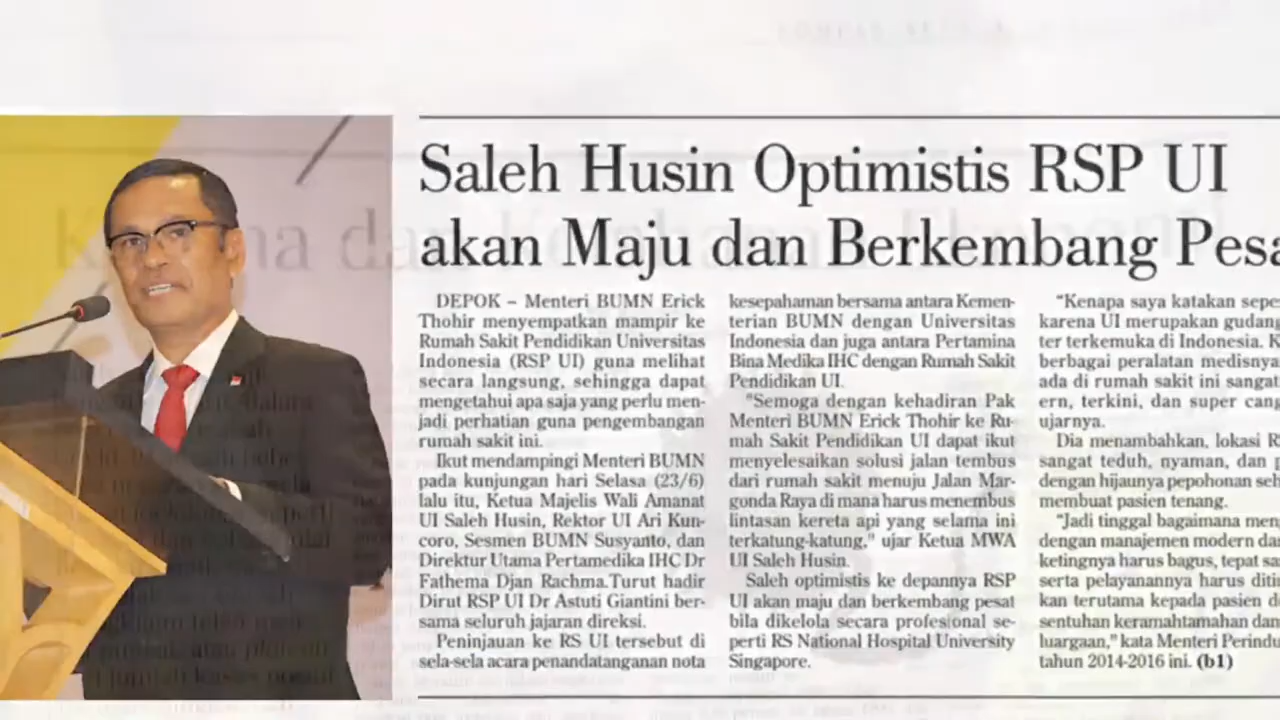 Saleh Husin Optimistis RSP UI
akan Maju dan Berkembang
DEPOK – Menteri BUMN Erick
Thohir menyempatkan mampir ke
Rumah Sakit Pendidikan Universitas
Indonesia (RSP UI) guna melihat
secara langsung, sehingga dapat
mengetahui apa saja yang perlu men-
jadi perhatian guna pengembangan
rumah sakit ini.
Ikut mendampingi Menteri BUMN
pada kunjungan hari Selasa (23/6)
lalu itu, Ketua Majelis Wali Amanat
UI Saleh Husin, Rektor UI Ari Kun-
coro, Sesmen BUMN Susyanto, dan
Direktur Utama Pertamedika IHC Dr
Fathema Djan Rachma.Turut hadir
Dirut RSP UI Dr Astuti Giantini ber-
sama seluruh jajaran direksi.
Peninjauan ke RS UI tersebut di
sela-sela acara penandatanganan nota
kesepahaman bersama antara Kemen-
terian BUMN dengan Universitas
Indonesia dan juga antara Pertamina
Bina Medika IHC dengan Rumah Sakit
Pendidikan UI.
"Semoga dengan kehadiran Pak
Menteri BUMN Erick Thohir ke Ru-
mah Sakit Pendidikan UI dapat ikut
menyelesaikan solusi jalan tembus
dari rumah sakit menuju Jalan Mar-
gonda Raya di mana harus menembus
lintasan kereta api yang selama ini
terkatung-katung," ujar Ketua MWA
UI Saleh Husin.
Saleh optimistis ke depannya RSP
UI akan maju dan berkembang pesat
bila dikelola secara profesional se-
perti RS National Hospital University
Singapore.
"Kenapa saya katakan
karena UI merupakan
ter terkemuka di Indonesia.
berbagai peralatan medisnya
ada di rumah sakit ini
ern, terkini, dan super
ujarnya.
Dia menambahkan, lokasi
sangat teduh, nyaman, dan
dengan hijaunya pepohonan
membuat pasien tenang.
"Jadi tinggal bagaimana
dengan manajemen modern
ketingnya harus bagus, tepat
serta pelayanannya harus
kan terutama kepada pasien
sentuhan keramahtamahan
luargaan," kata Menteri
tahun 2014-2016 ini. (b1)